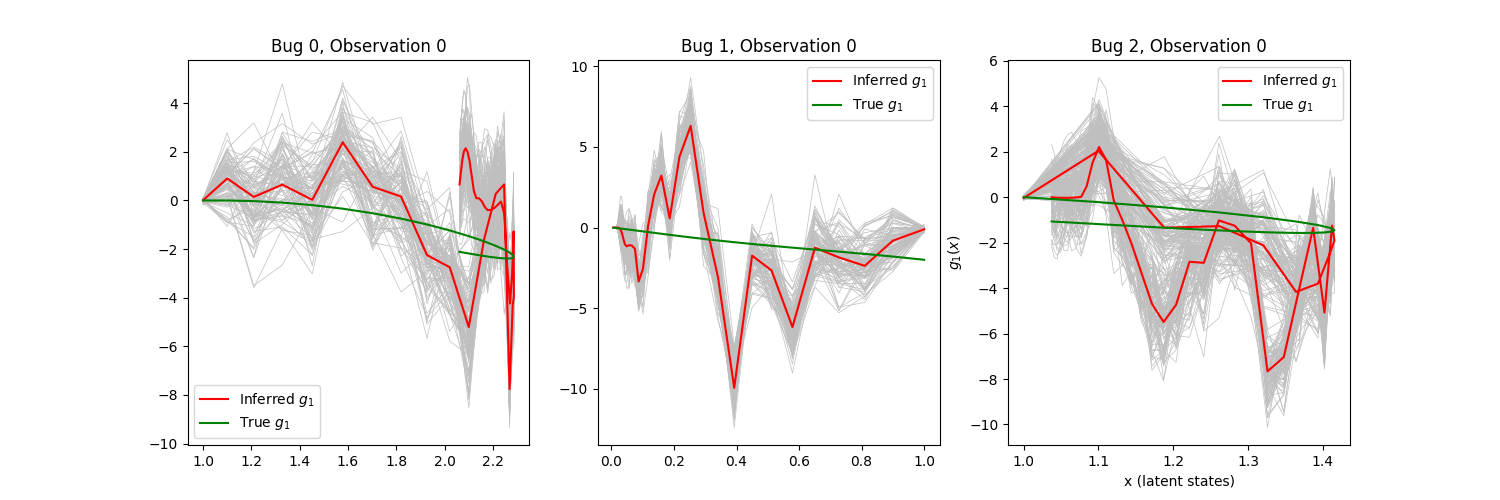 Bug 0, Observation 0
4
2
0
−2
−4
−6
−8
−10
1.0 1.2 1.4 1.6 1.8 2.0 2.2
Inferred g₁
True g₁
Bug 1, Observation 0
10
5
0
−5
−10
0.0 0.2 0.4 0.6 0.8 1.0
Inferred g₁
True g₁
Bug 2, Observation 0
g₁(x)
6
4
2
0
−2
−4
−6
−8
−10
1.0 1.1 1.2 1.3 1.4
x (latent states)
Inferred g₁
True g₁